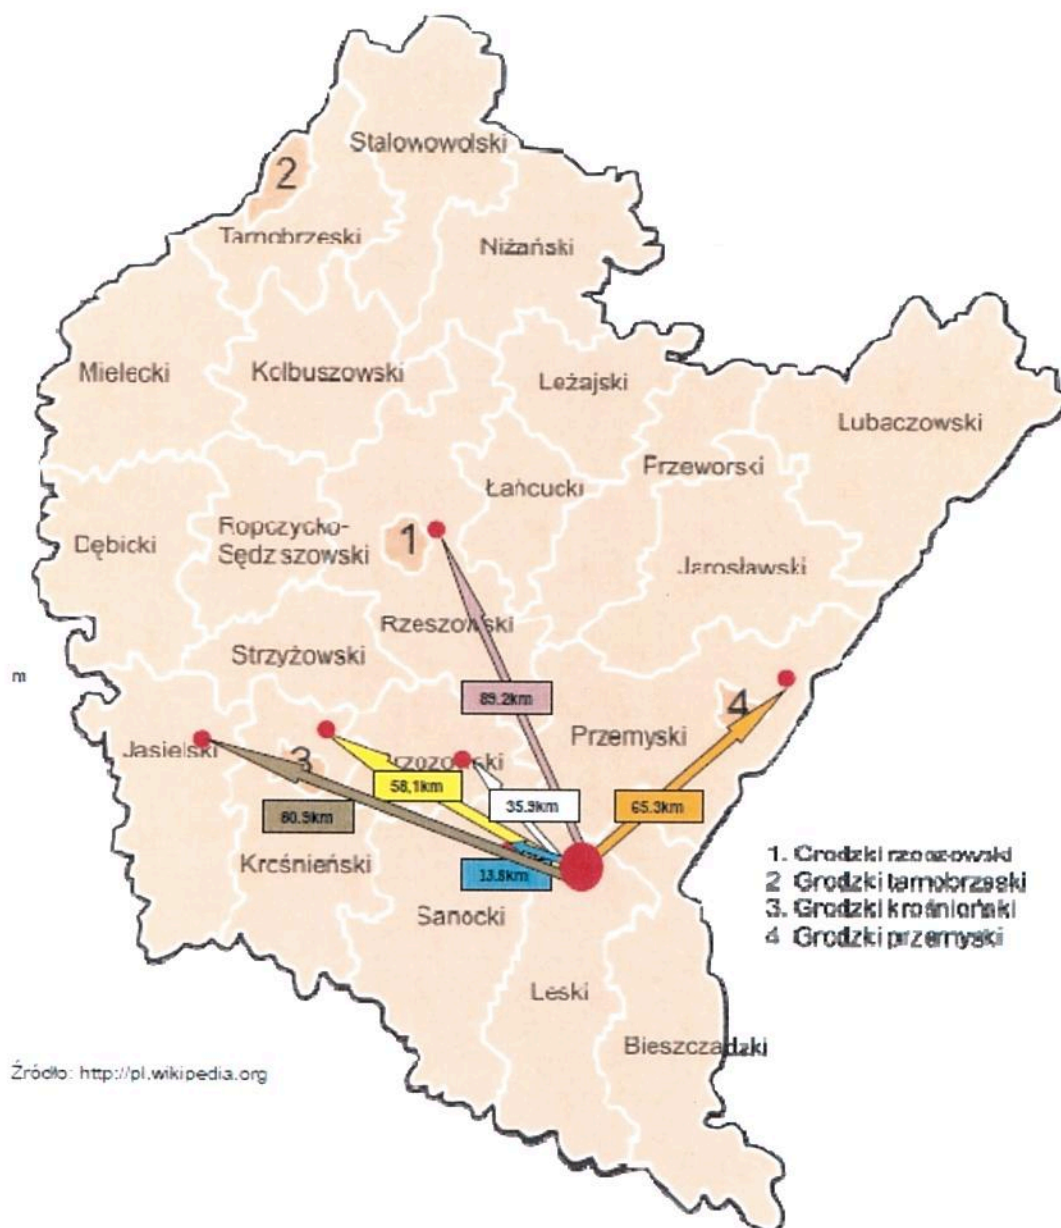 Stalowowolski
2
Tarnobrzeski
Niżański
Mielecki
Kolbuszowski
Leżajski
Lubaczowski
Przeworski
Łańcucki
Dębicki
Ropczycko-
Sędziszowski
1
Jarosławski
Rzeszowski
Strzyżowski
m
89.2km
4
Przemyski
Jasielski
3
rzozowski
58,1km
35.9km
65.3km
80.9km
Krośnieński
13.8km
Sanocki
1. Grodzki rzeszowski
2 Grodzki tarnobrzeski
3. Grodzki krośnieński
4 Grodzki przemyski
Leski
Bieszczadzki
Źródło: http://pl.wikipedia.org